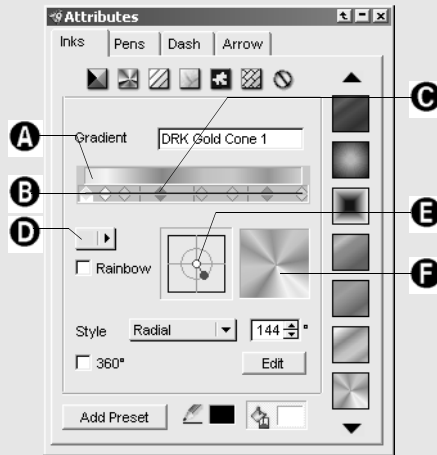 Attributes
Inks Pens Dash Arrow
C
A
Gradient DRK Gold Cone 1
B
D
E
Rainbow
F
Style Radial 144 °
360° Edit
Add Preset